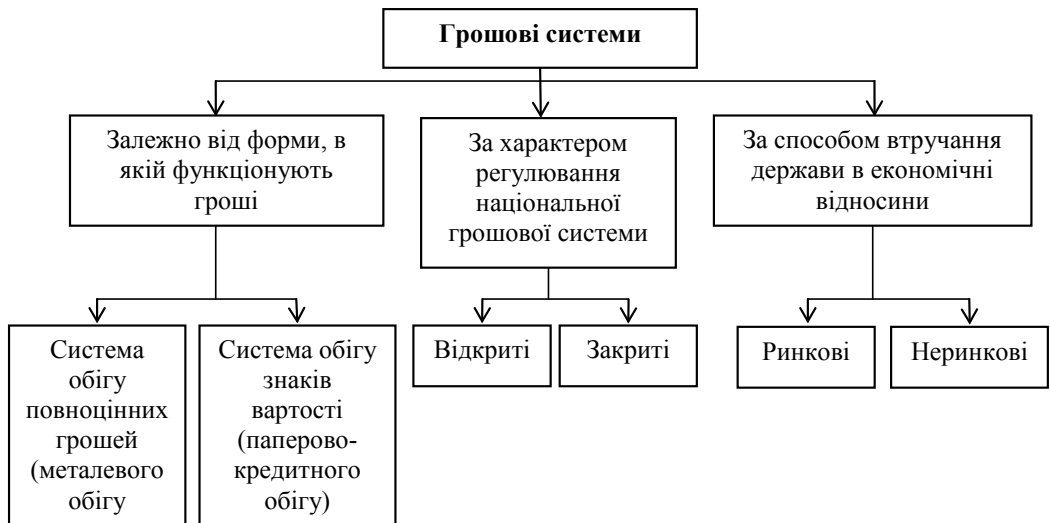 Грошові системи
Залежно від форми, в
якій функціонують
гроші
За характером
регулювання
національної
грошової системи
За способом втручання
держави в економічні
відносини
Система
обігу
повноцінних
грошей
(металевого
обігу
Система обігу
знаків
вартості
(паперово-
кредитного
обігу)
Відкриті
Закриті
Ринкові
Неринкові